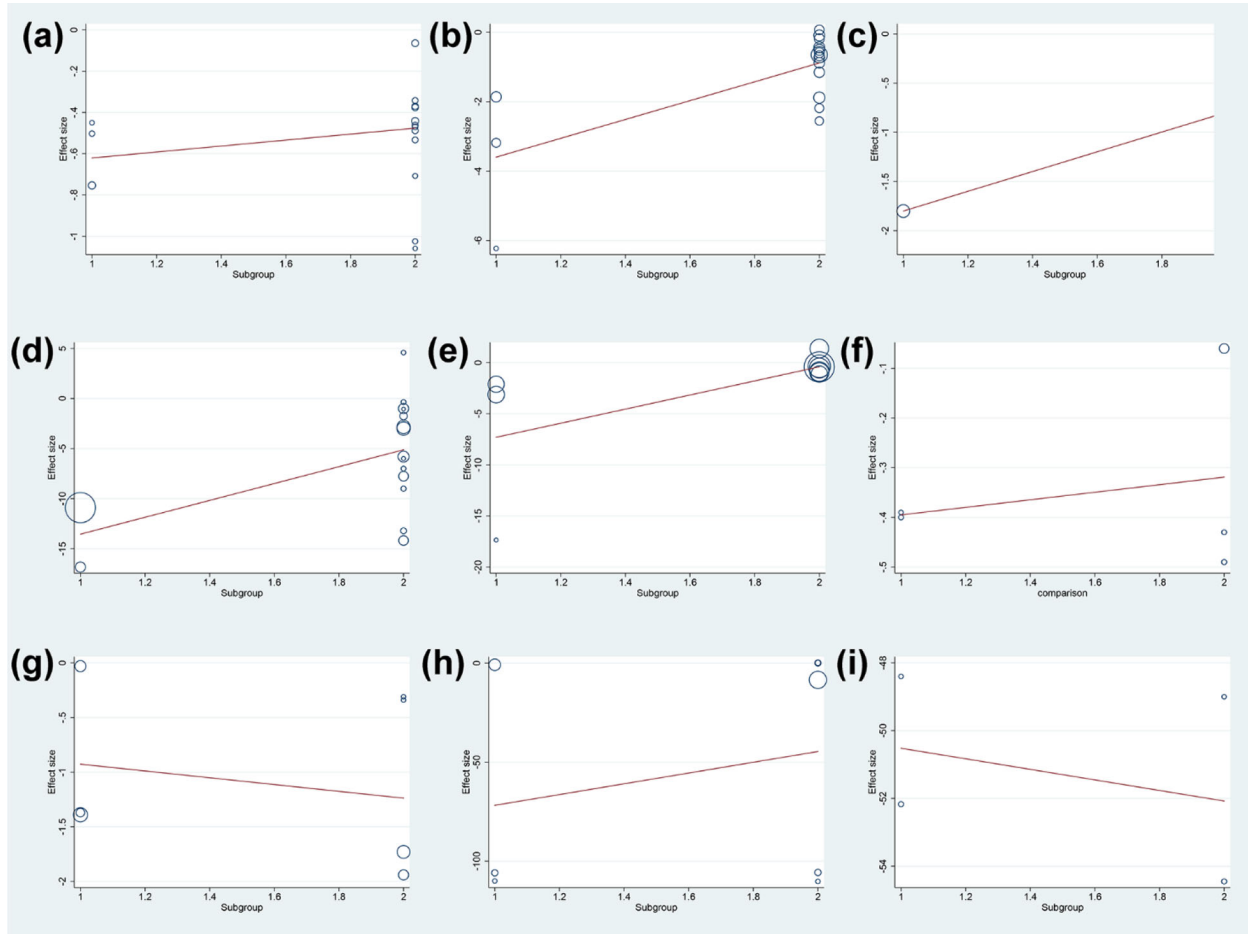 (a)
0
-.2
-.4
-.6
-.8
-1
Effect size
1 1.2 1.4 1.6 1.8 2
Subgroup
(b)
0
-2
-4
-6
Effect size
1 1.2 1.4 1.6 1.8 2
Subgroup
(c)
0
-.5
-1
-1.5
-2
Effect size
1 1.2 1.4 1.6 1.8
Subgroup
(d)
5
0
-5
-10
-15
Effect size
1 1.2 1.4 1.6 1.8 2
Subgroup
(e)
0
-5
-10
-15
-20
Effect size
1 1.2 1.4 1.6 1.8 2
Subgroup
(f)
-.1
-.2
-.3
-.4
-.5
Effect size
1 1.2 1.4 1.6 1.8 2
comparison
(g)
0
-.5
-1
-1.5
-2
Effect size
1 1.2 1.4 1.6 1.8 2
Subgroup
(h)
0
-50
-100
Effect size
1 1.2 1.4 1.6 1.8 2
Subgroup
(i)
-48
-50
-52
-54
Effect size
1 1.2 1.4 1.6 1.8 2
Subgroup